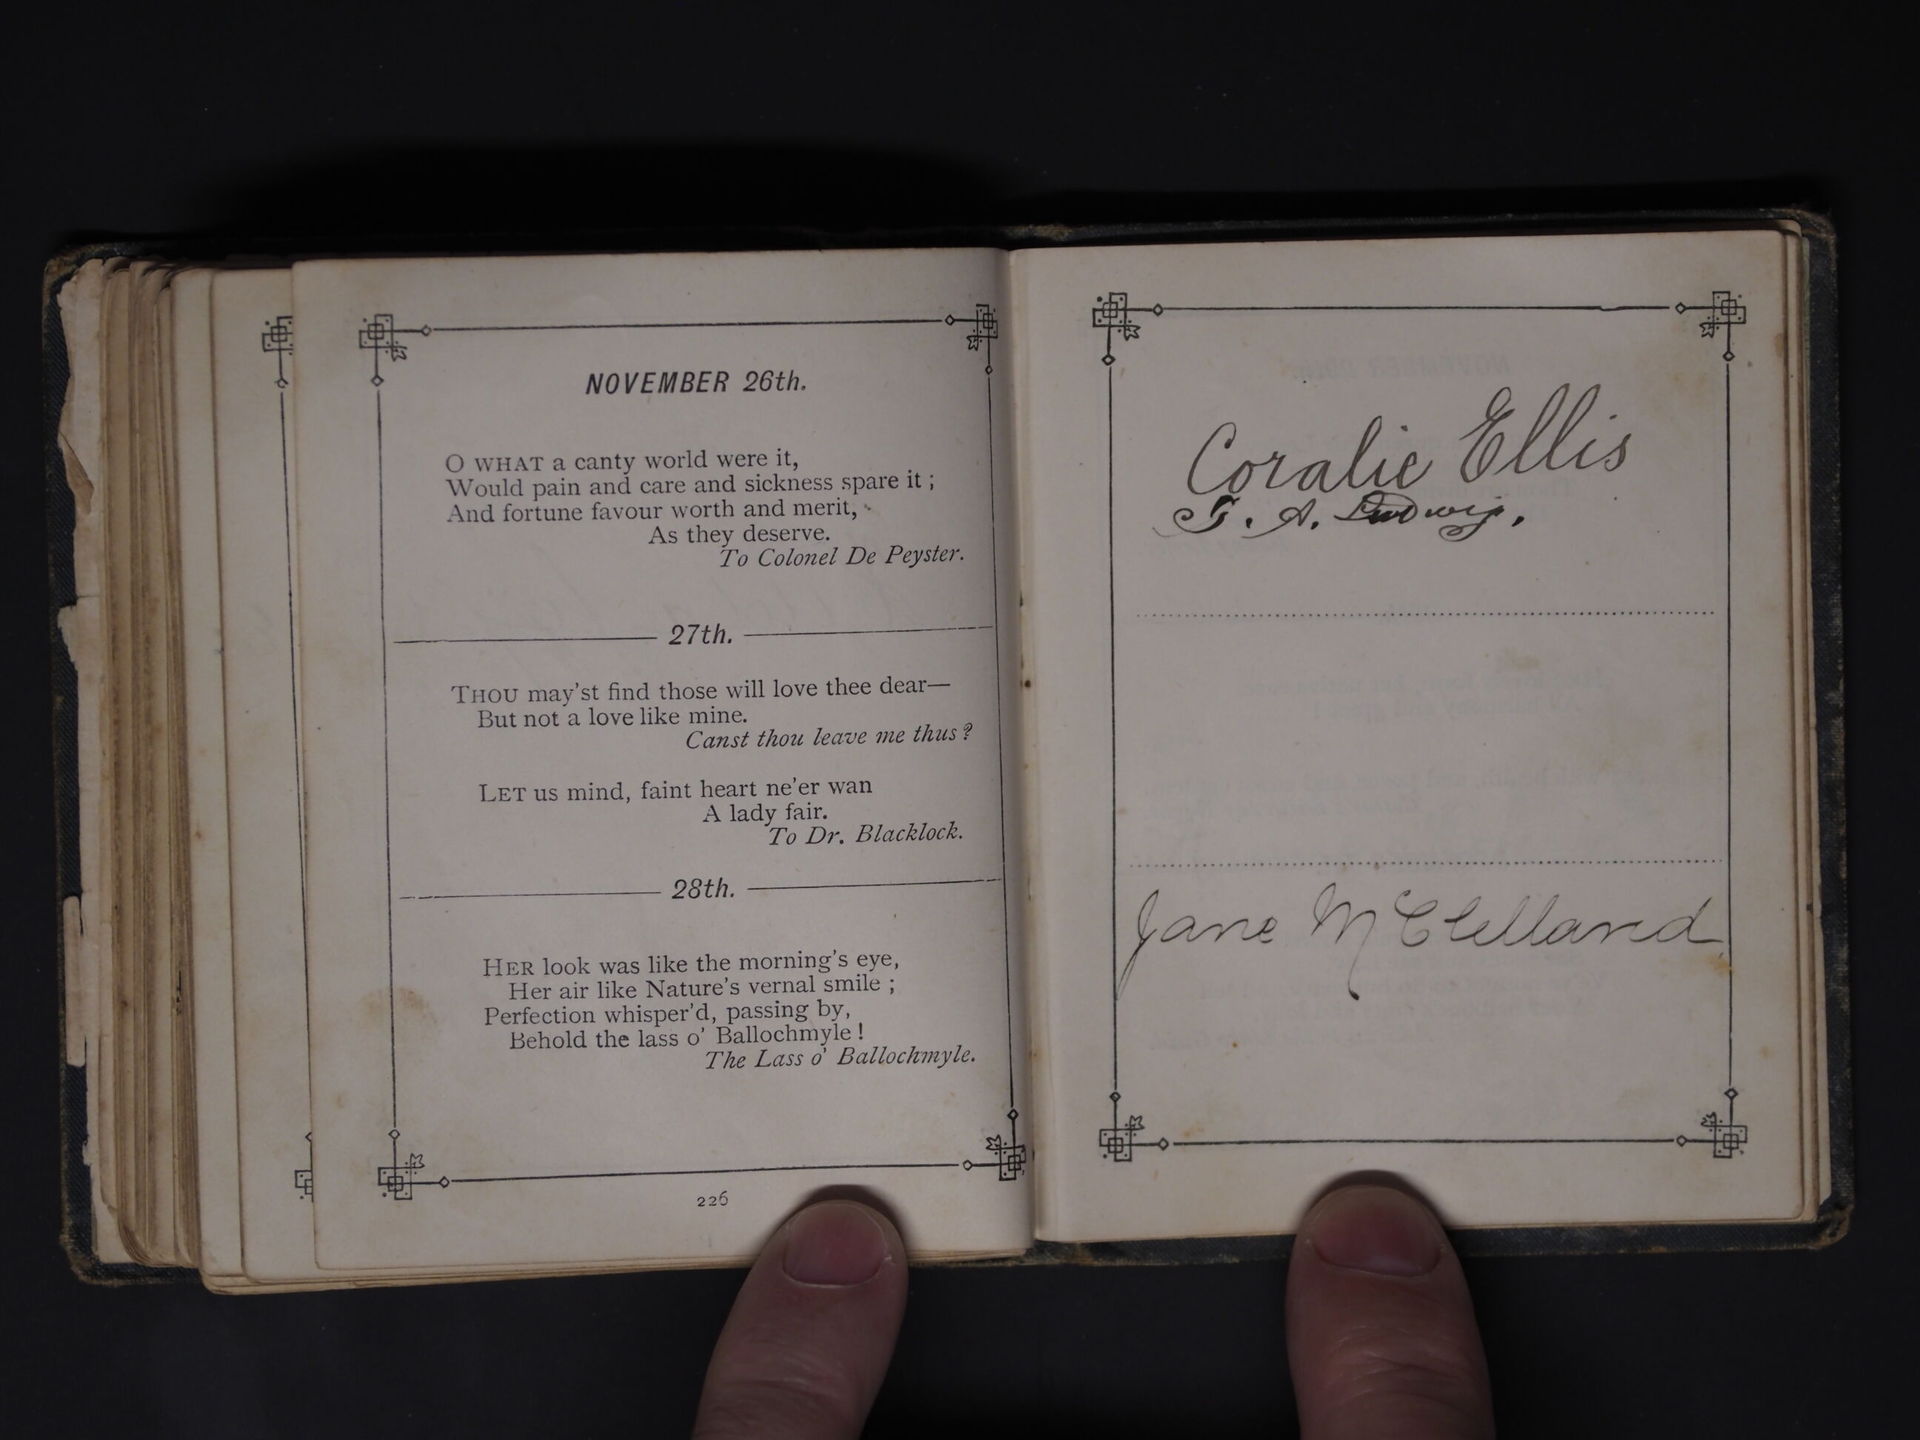 NOVEMBER 26th.
O WHAT a canty world were it,
Would pain and care and sickness spare it ;
And fortune favour worth and merit,
As they deserve.
To Colonel De Peyster.
27th.
THOU may'st find those will love thee dear—
But not a love like mine.
Canst thou leave me thus ?
LET us mind, faint heart ne'er wan
A lady fair.
To Dr. Blacklock.
28th.
HER look was like the morning's eye,
Her air like Nature's vernal smile ;
Perfection whisper'd, passing by,
Behold the lass o' Ballochmyle !
The Lass o' Ballochmyle.
226
Coralie Ellis
G. A. Ludwig.
Jane McClelland